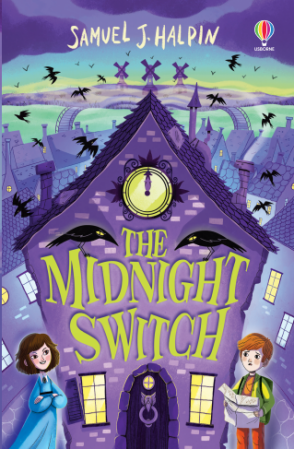 SAMUEL J. HALPIN
USBORNE
THE
MIDNIGHT
SWITCH